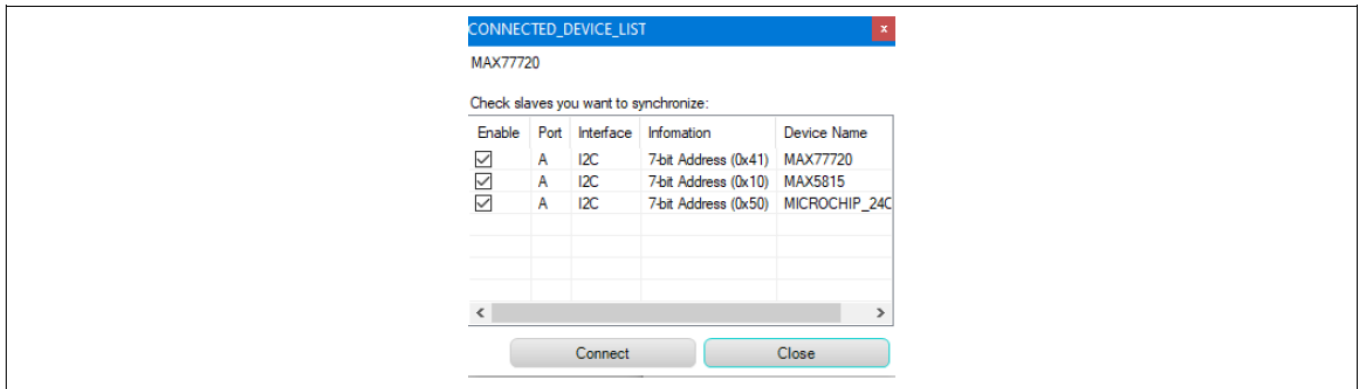 CONNECTED_DEVICE_LIST x
MAX77720
Check slaves you want to synchronize:
Enable Port Interface Infomation Device Name
A I2C 7-bit Address (0x41) MAX77720
A I2C 7-bit Address (0x10) MAX5815
A I2C 7-bit Address (0x50) MICROCHIP_24C
Connect Close